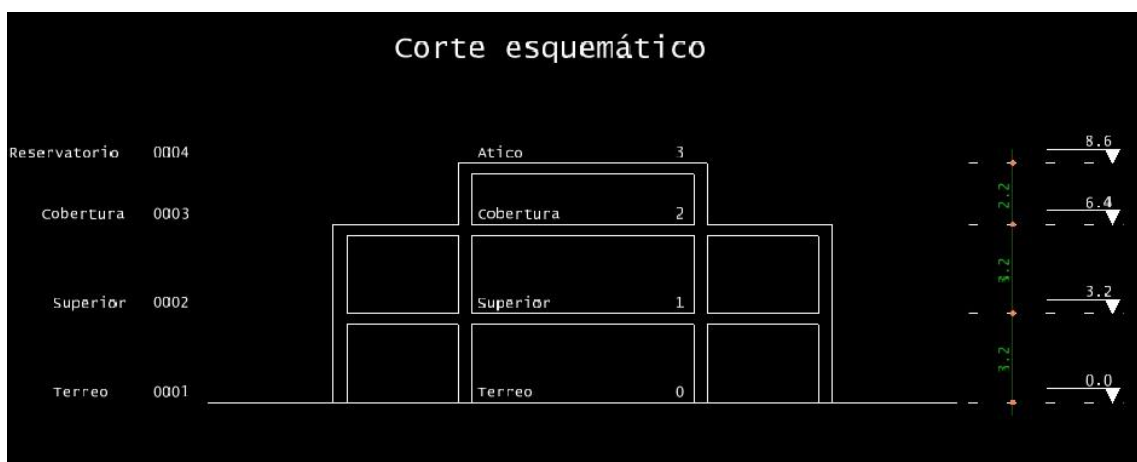 Corte esquemático
Reservatorio 0004 Atico 3 8.6
2.2
Cobertura 0003 Cobertura 2 6.4
3.2
Superior 0002 Superior 1 3.2
3.2
Terreo 0001 Terreo 0 0.0